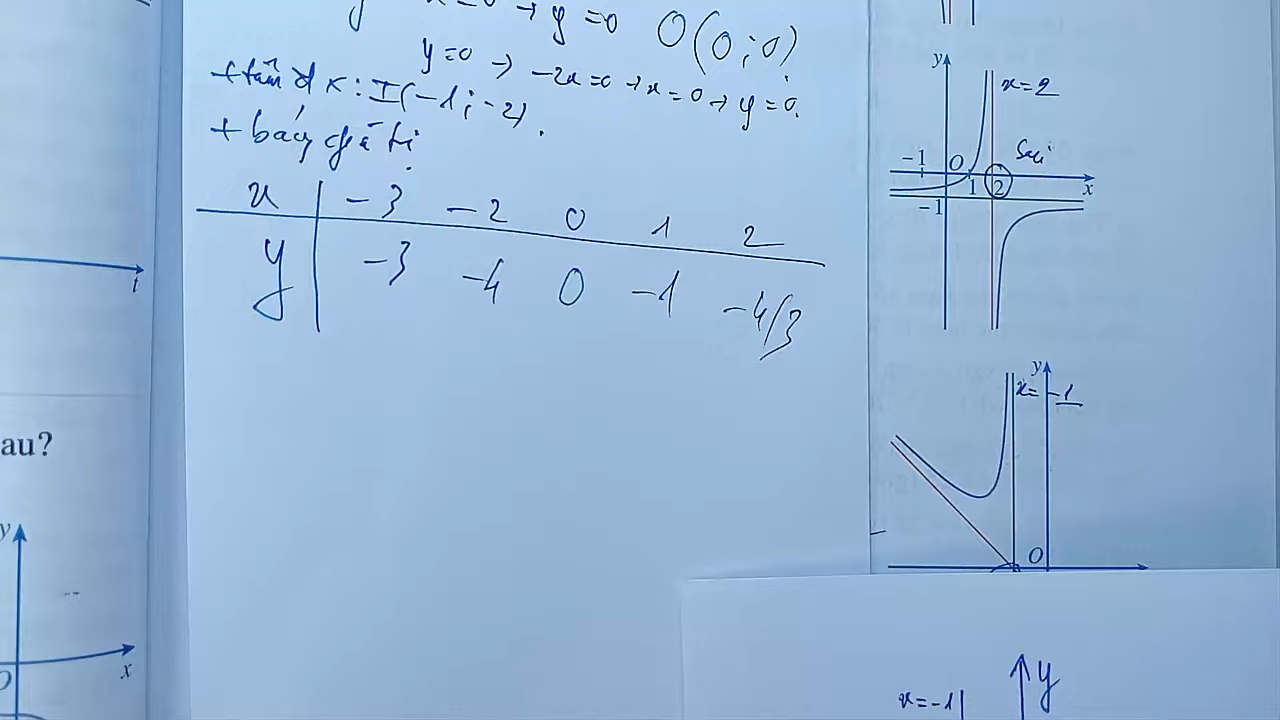 x=0 → y=0 O(0;0)
y=0 → -2x=0 → x=0 → y=0.
+ tâm đx: I(-1;-2).
+ bảng giá trị
x -3 -2 0 1 2
y -3 -4 0 -1 -4/3
t
au?
y
O
x
y
x=2
-1 O Sai
1 2 x
-1
y
x=-1
O
y
x=-1